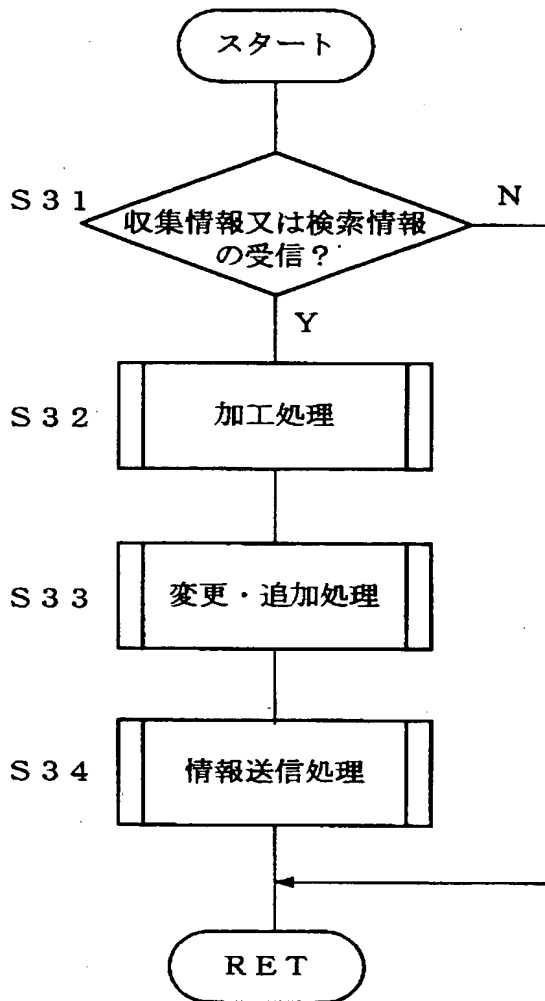 スタート
S31
N
収集情報又は検索情報
の受信?
Y
S32
加工処理
S33
変更・追加処理
S34
情報送信処理
RET